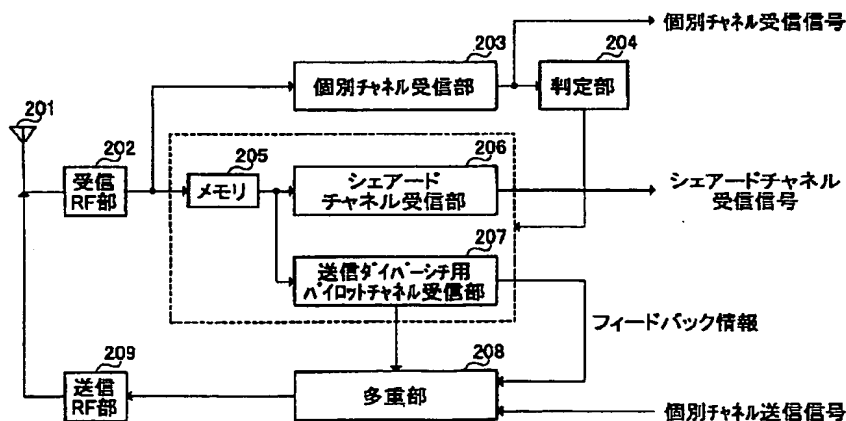 個別チャネル受信信号
203
204
個別チャネル受信部
判定部
201
202
205
206
受信
RF部
メモリ
シェアード
チャネル受信部
シェアードチャネル
受信信号
207
送信ダイバーシチ用
パイロットチャネル受信部
フィードバック情報
209
208
送信
RF部
多重部
個別チャネル送信信号